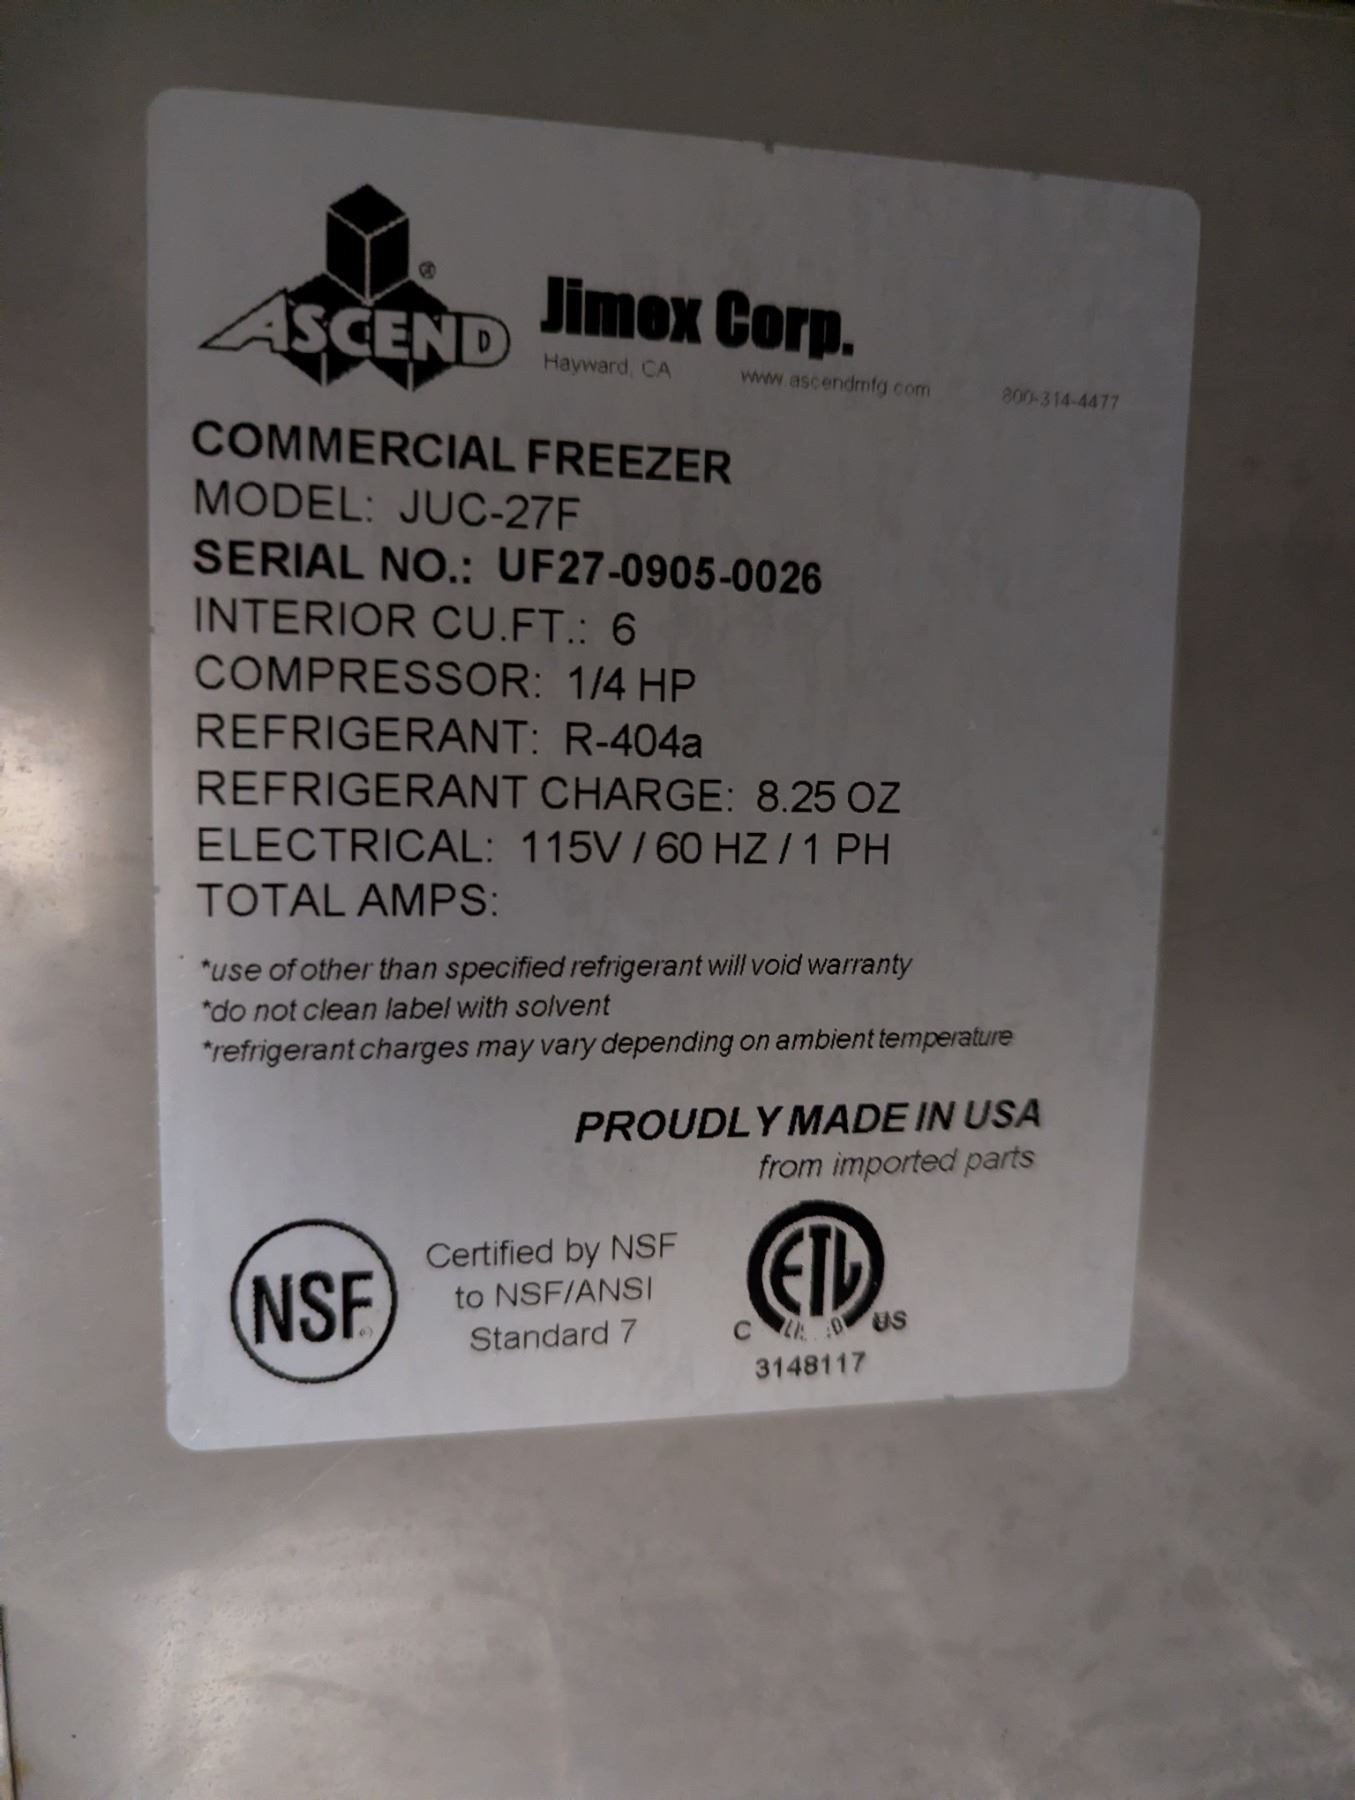 ASCEND®
Jimex Corp.
Hayward, CA www.ascendmfg.com 800-314-4477
COMMERCIAL FREEZER
MODEL: JUC-27F
SERIAL NO.: UF27-0905-0026
INTERIOR CU.FT.: 6
COMPRESSOR: 1/4 HP
REFRIGERANT: R-404a
REFRIGERANT CHARGE: 8.25 OZ
ELECTRICAL: 115V / 60 HZ / 1 PH
TOTAL AMPS:
*use of other than specified refrigerant will void warranty
*do not clean label with solvent
*refrigerant charges may vary depending on ambient temperature
PROUDLY MADE IN USA
from imported parts
NSF
Certified by NSF
to NSF/ANSI
Standard 7
ETL
C US
3148117